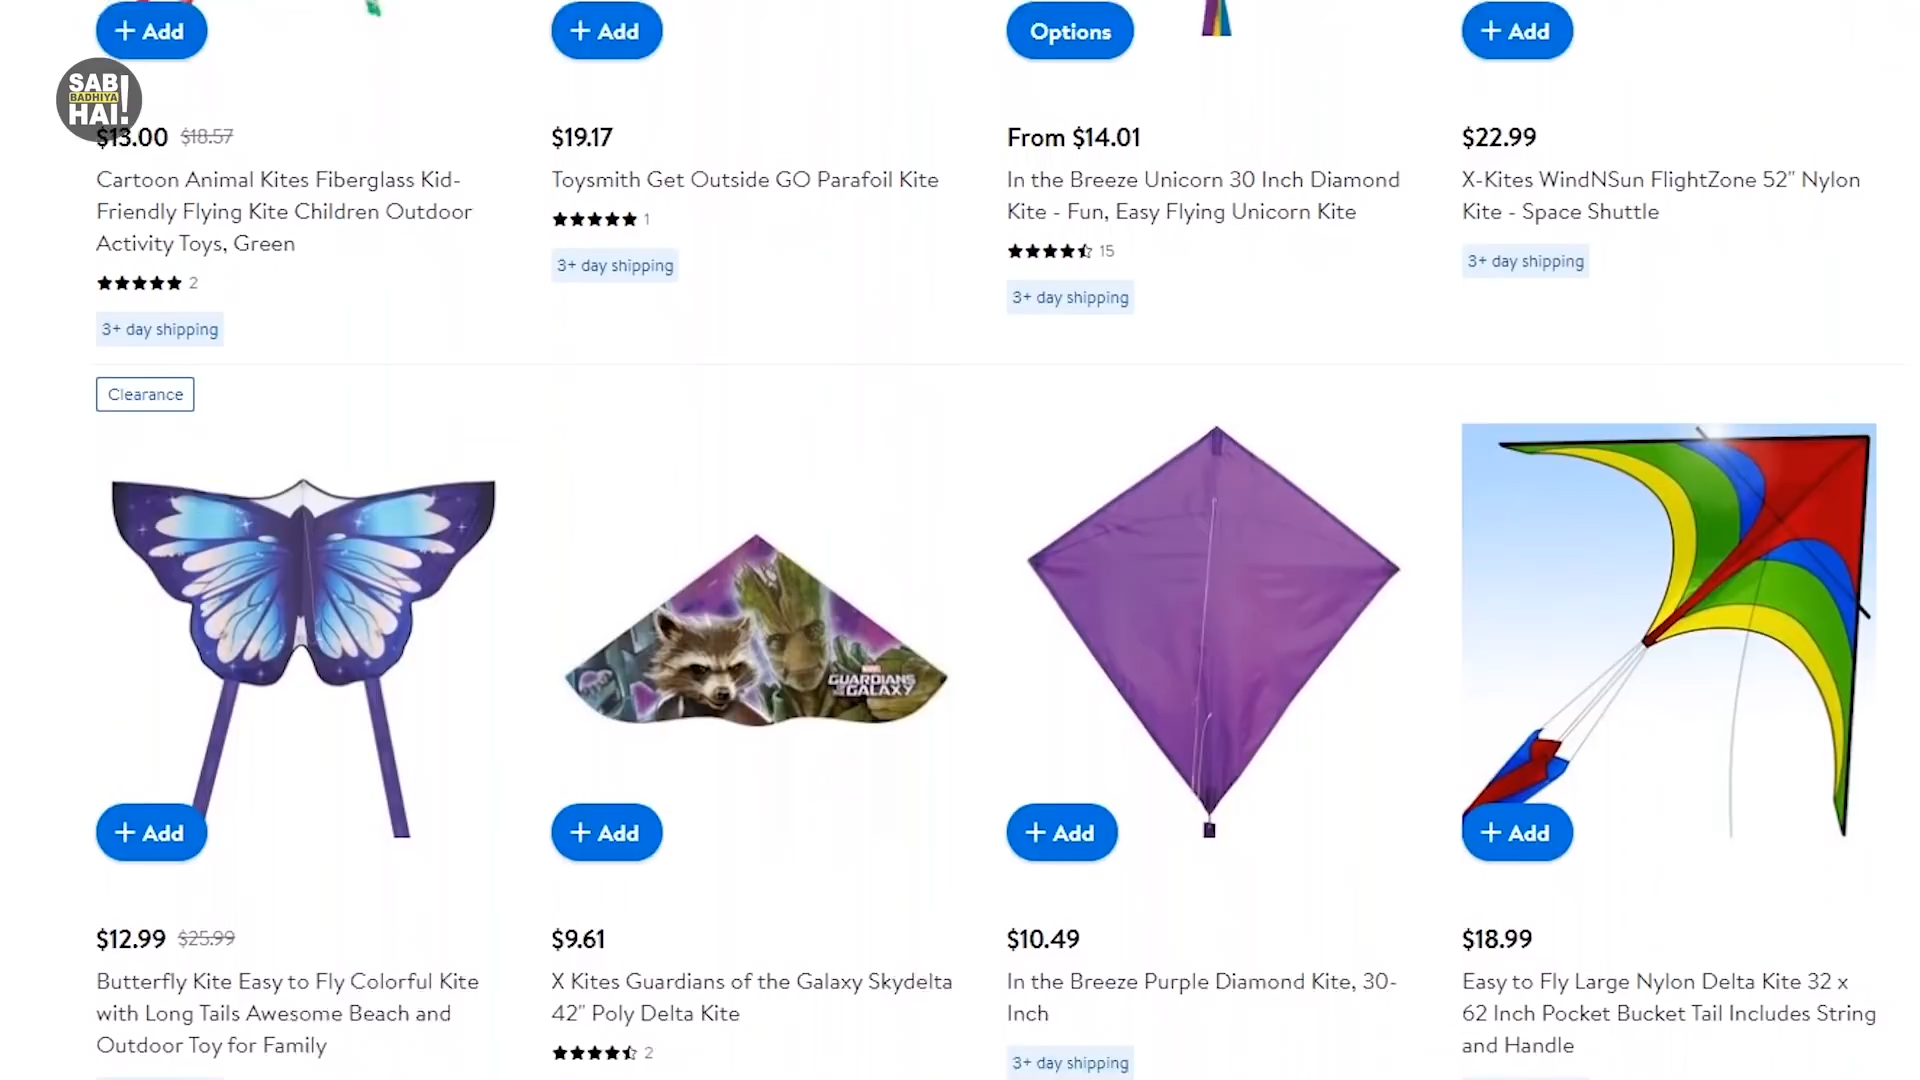 + Add
+ Add
Options
+ Add
SAB
BADHIYA
HAI!
$13.00 $18.57
Cartoon Animal Kites Fiberglass Kid-
Friendly Flying Kite Children Outdoor
Activity Toys, Green
2
3+ day shipping
$19.17
Toysmith Get Outside GO Parafoil Kite
1
3+ day shipping
From $14.01
In the Breeze Unicorn 30 Inch Diamond
Kite - Fun, Easy Flying Unicorn Kite
15
3+ day shipping
$22.99
X-Kites WindNSun FlightZone 52" Nylon
Kite - Space Shuttle
3+ day shipping
Clearance
MARVEL
GUARDIANS
OF THE GALAXY
+ Add
+ Add
+ Add
+ Add
$12.99 $25.99
Butterfly Kite Easy to Fly Colorful Kite
with Long Tails Awesome Beach and
Outdoor Toy for Family
$9.61
X Kites Guardians of the Galaxy Skydelta
42" Poly Delta Kite
2
$10.49
In the Breeze Purple Diamond Kite, 30-
Inch
3+ day shipping
$18.99
Easy to Fly Large Nylon Delta Kite 32 x
62 Inch Pocket Bucket Tail Includes String
and Handle